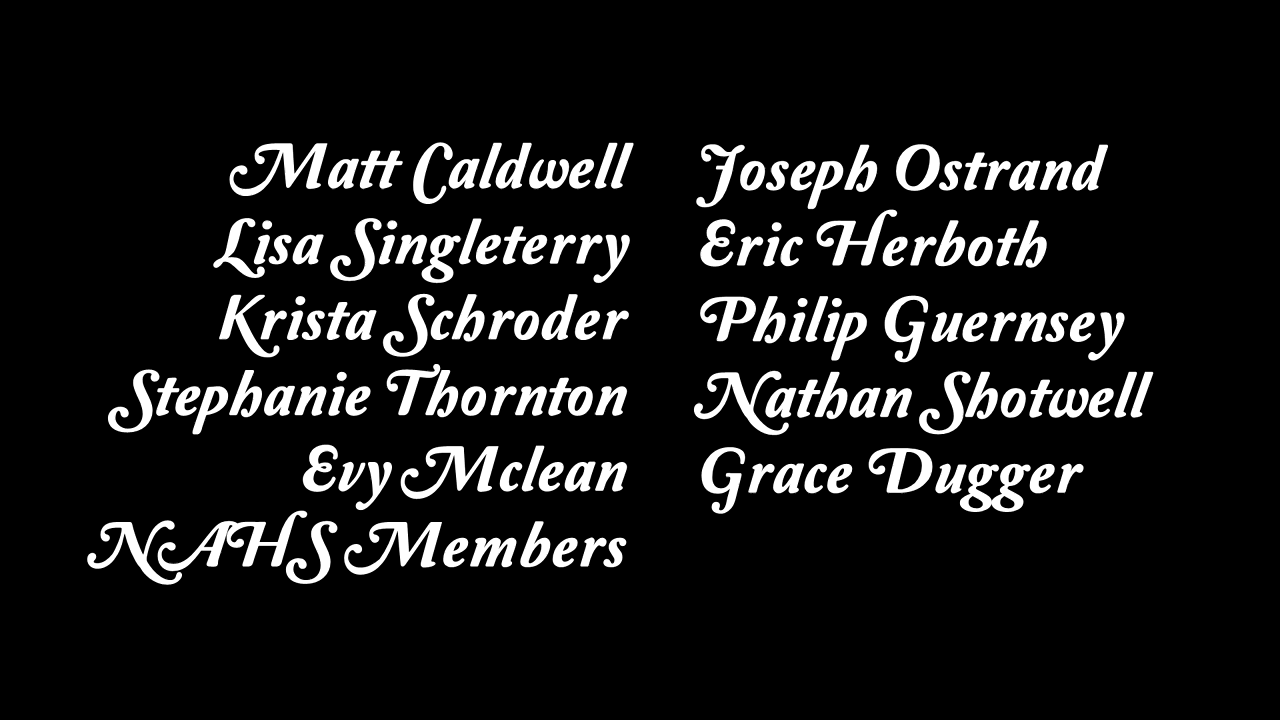 Matt Caldwell
Lisa Singleterry
Krista Schroder
Stephanie Thornton
Evy Mclean
NAHS Members
Joseph Ostrand
Eric Herboth
Philip Guernsey
Nathan Shotwell
Grace Dugger